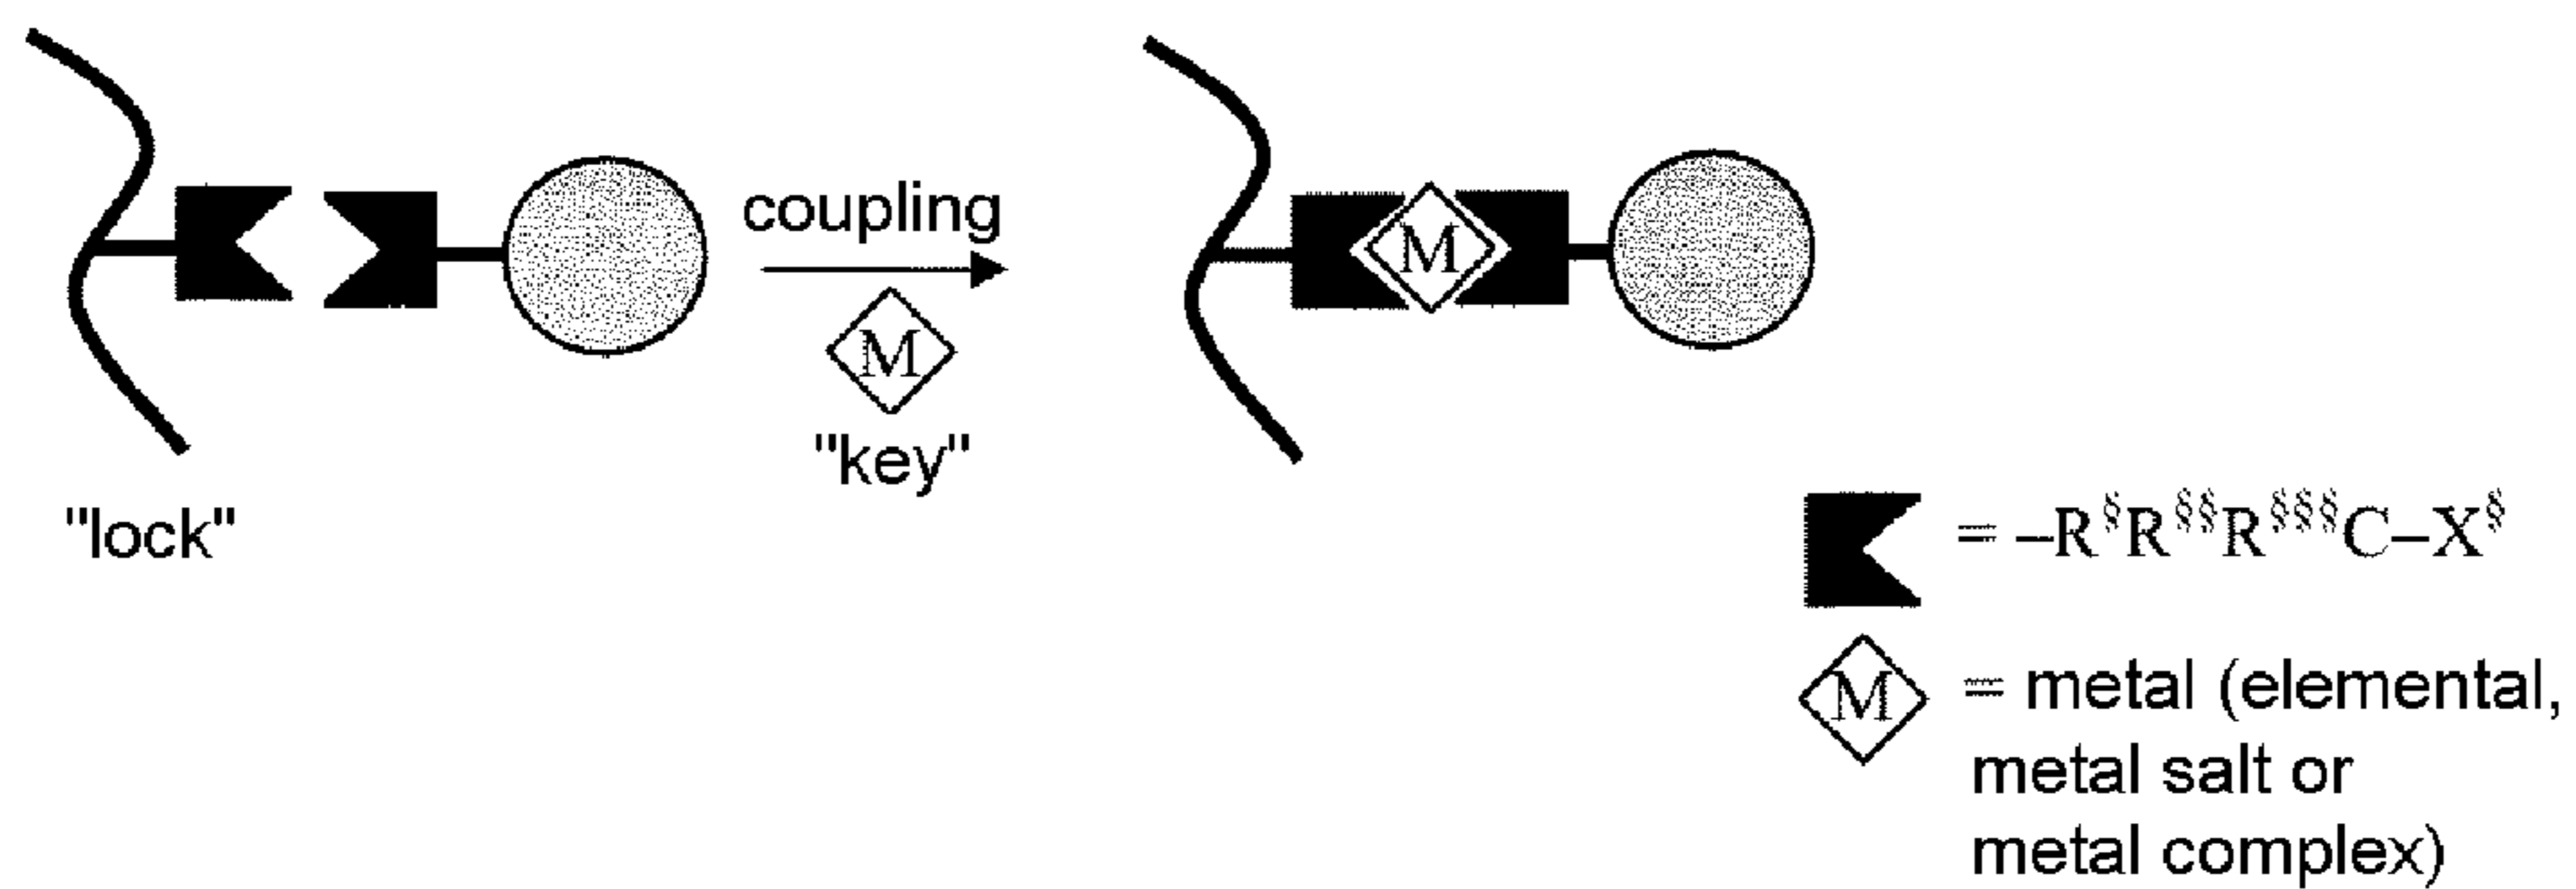 coupling
M
"key"
"lock"
M
= –R§R§§R§§§C–X§
M = metal (elemental,
metal salt or
metal complex)